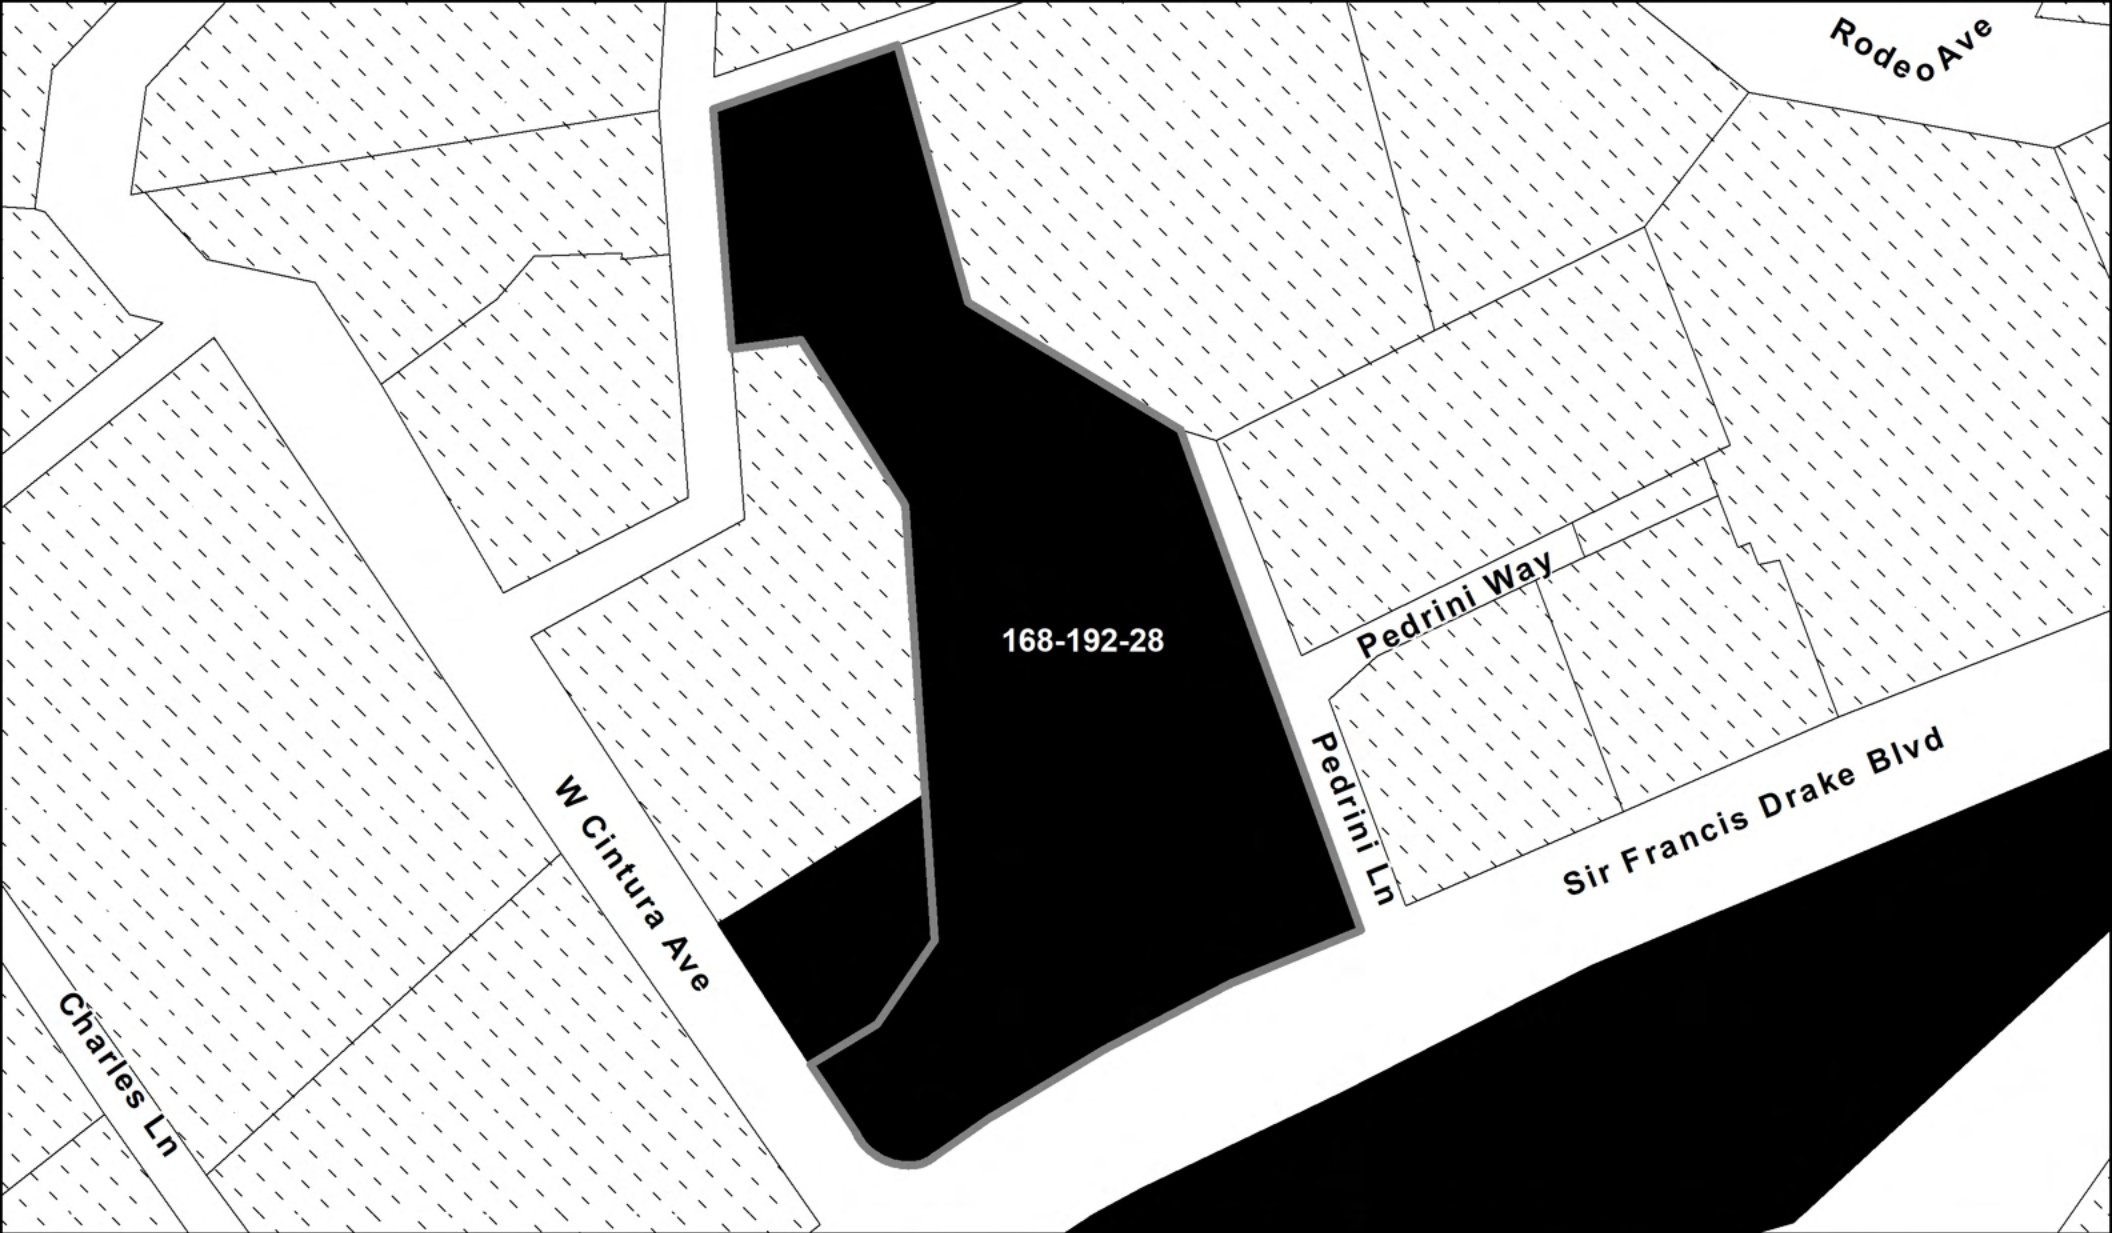 Rodeo Ave
168-192-28
Pedrini Way
Pedrini Ln
Sir Francis Drake Blvd
W Cintura Ave
Charles Ln